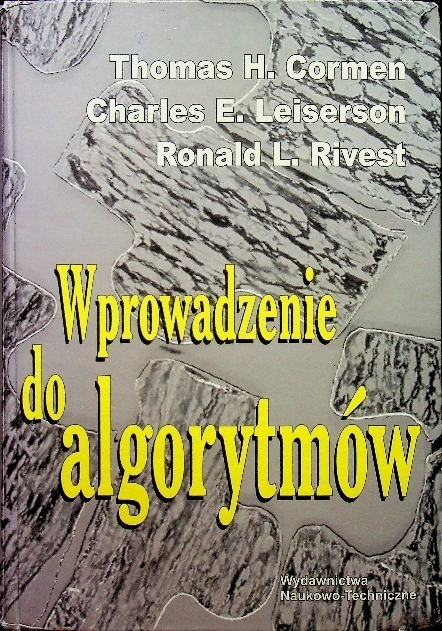 Thomas H. Cormen
Charles E. Leiserson
Ronald L. Rivest
Wprowadzenie
do
algorytmów
Wydawnictwa
Naukowo-Techniczne